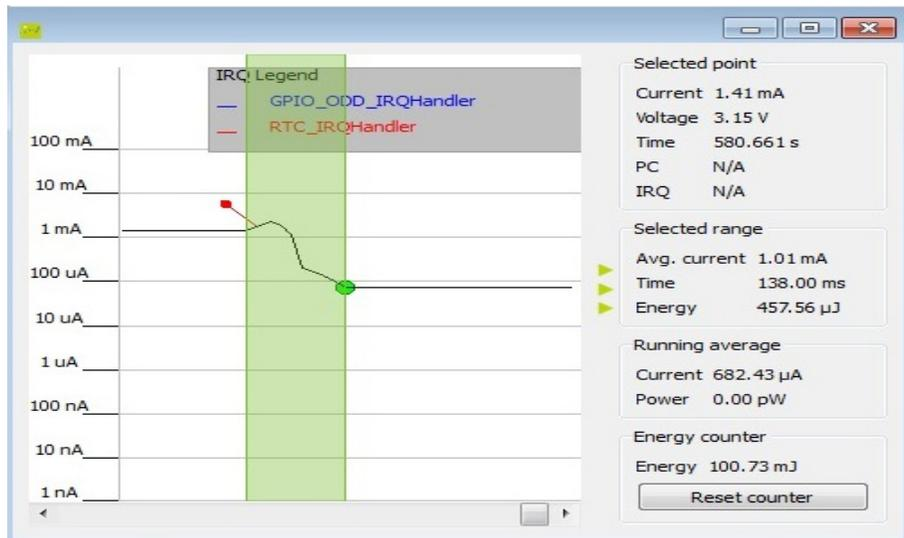 IRQ Legend
GPIO_ODD_IRQHandler
RTC_IRQHandler
100 mA
10 mA
1 mA
100 uA
10 uA
1 uA
100 nA
10 nA
1 nA
Selected point
Current 1.41 mA
Voltage 3.15 V
Time 580.661 s
PC N/A
IRQ N/A
Selected range
Avg. current 1.01 mA
Time 138.00 ms
Energy 457.56 µJ
Running average
Current 682.43 µA
Power 0.00 pW
Energy counter
Energy 100.73 mJ
Reset counter